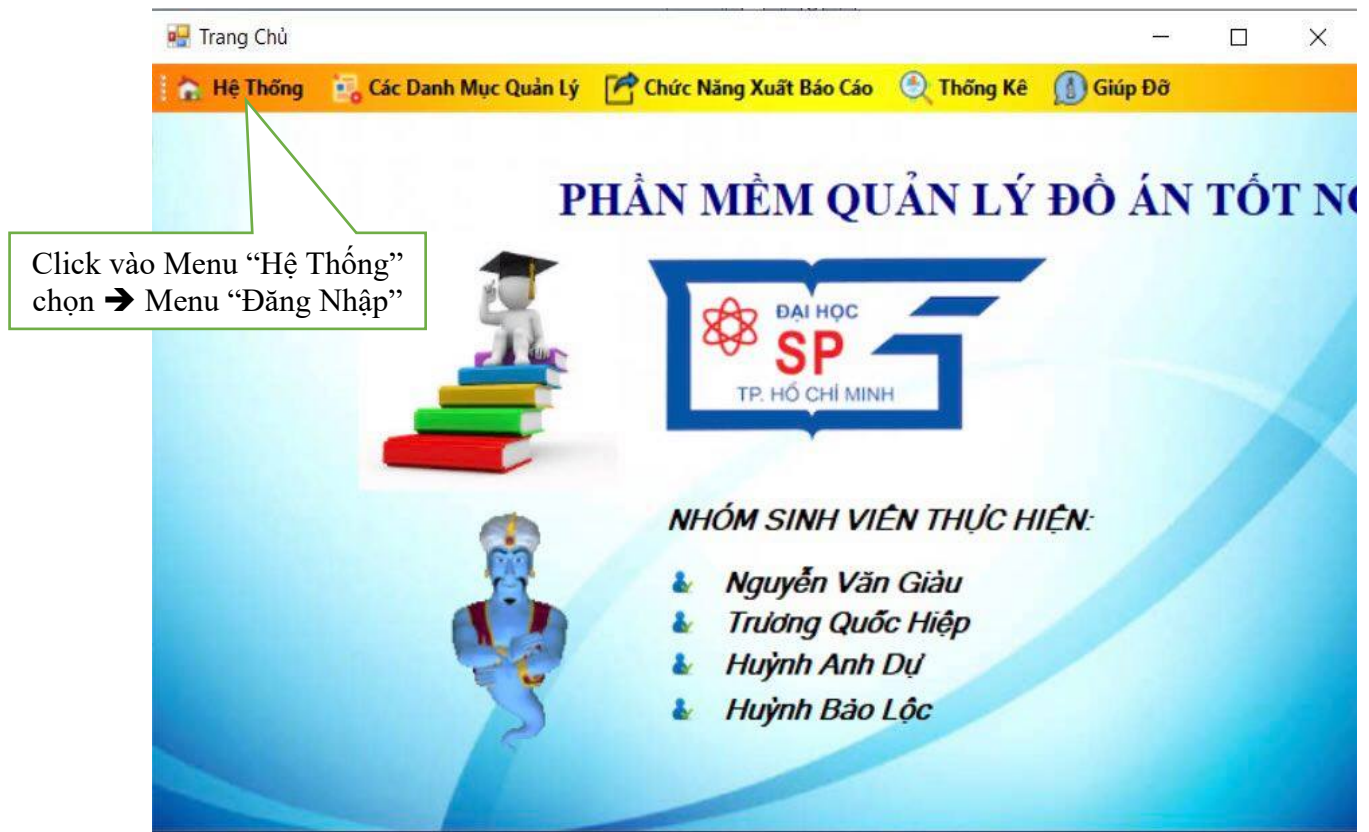 Trang Chủ
Hệ Thống Các Danh Mục Quản Lý Chức Năng Xuất Báo Cáo Thống Kê Giúp Đỡ
PHẦN MỀM QUẢN LÝ ĐỒ ÁN TỐT
Click vào Menu “Hệ Thống”
chọn ➔ Menu “Đăng Nhập”
ĐẠI HỌC
SP
TP. HỒ CHÍ MINH
NHÓM SINH VIÊN THỰC HIỆN:
Nguyễn Văn Giàu
Trương Quốc Hiệp
Huỳnh Anh Dự
Huỳnh Bảo Lộc